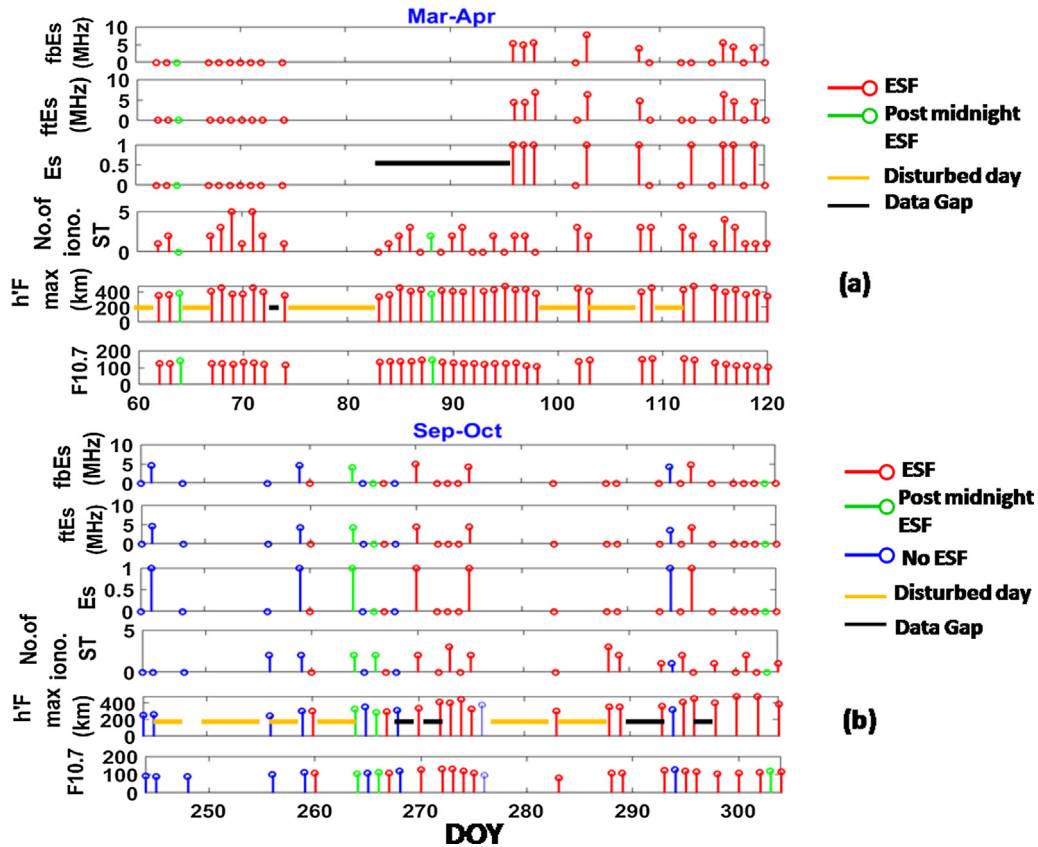 Mar-Apr
fbEs
(MHz)
10
5
0
ftEs
(MHz)
10
5
0
Es
1
0.5
0
No.of
iono.
ST
5
0
h'F
max
(km)
400
200
0
F10.7
200
100
0
60 70 80 90 100 110 120
ESF
Post midnight
ESF
Disturbed day
Data Gap
(a)
Sep-Oct
fbEs
(MHz)
10
5
0
ftEs
(MHz)
10
5
0
Es
1
0.5
0
No.of
iono.
ST
5
0
h'F
max
(km)
400
200
0
F10.7
200
100
0
250 260 270 280 290 300
DOY
ESF
Post midnight
ESF
No ESF
Disturbed day
Data Gap
(b)